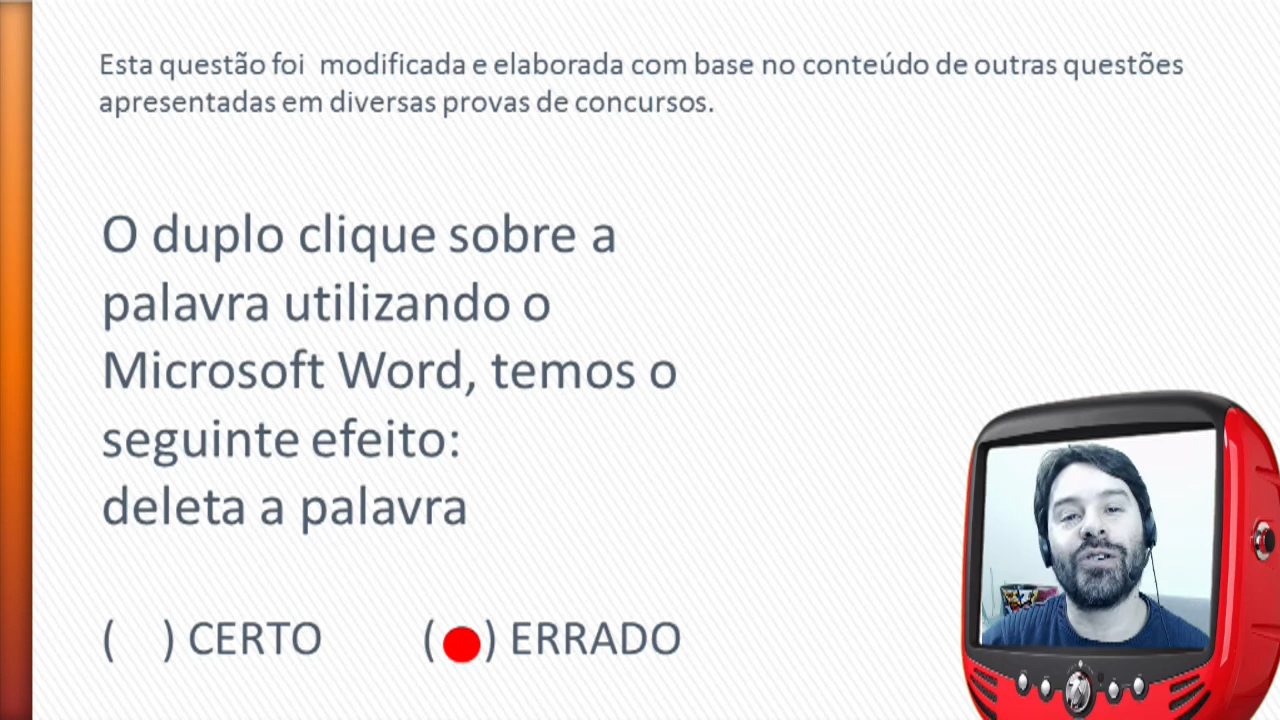 Esta questão foi modificada e elaborada com base no conteúdo de outras questões
apresentadas em diversas provas de concursos.
O duplo clique sobre a
palavra utilizando o
Microsoft Word, temos o
seguinte efeito:
deleta a palavra
( ) CERTO ( ) ERRADO